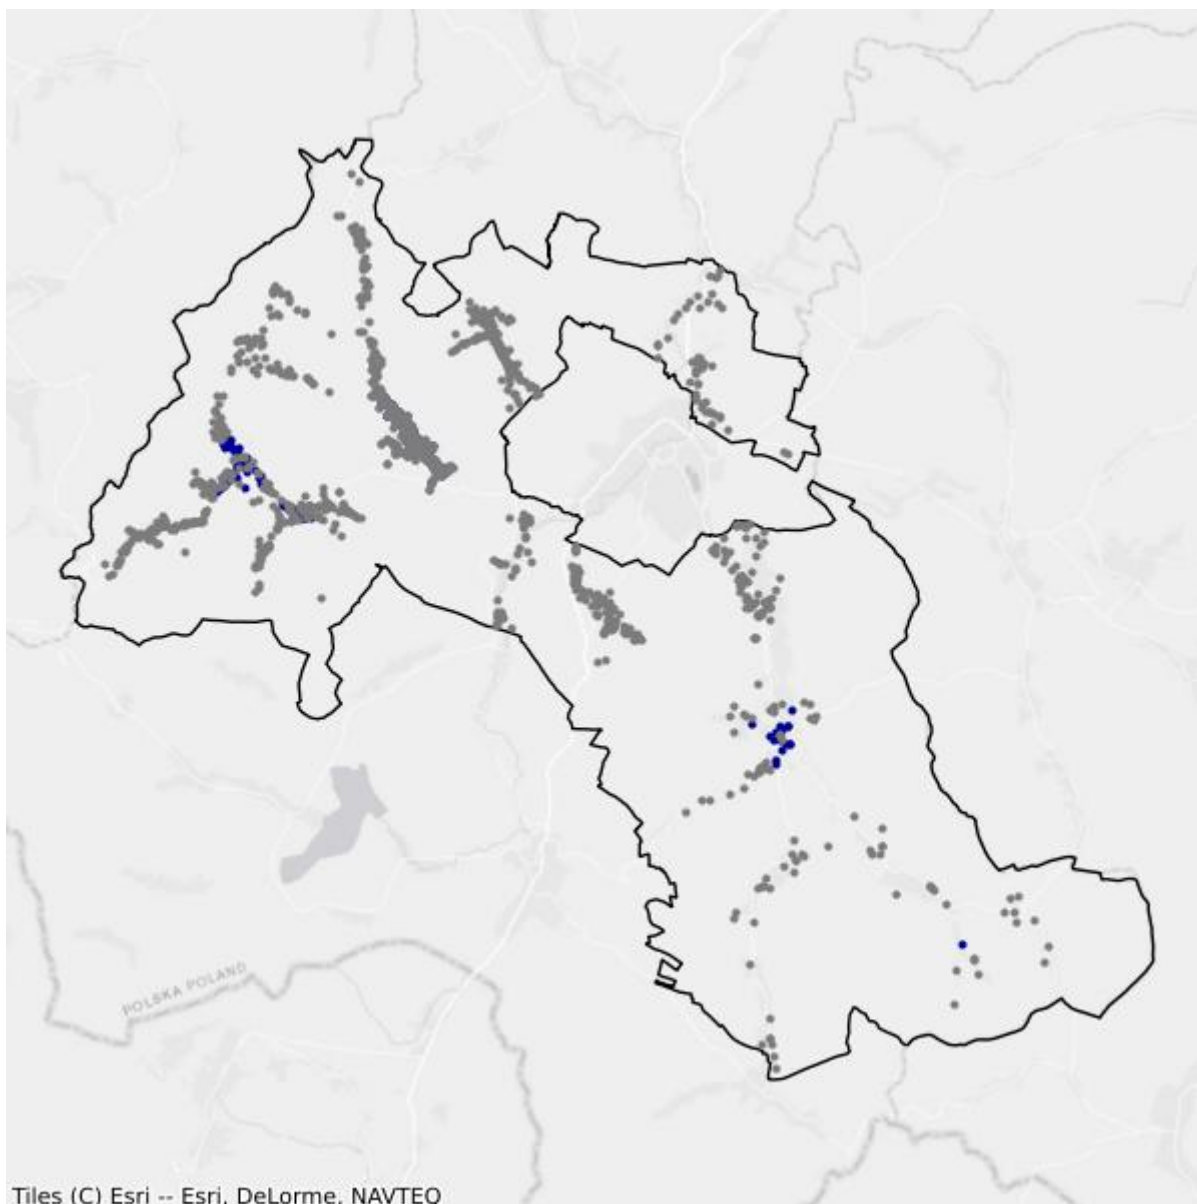 POLSKA POLAND
Tiles (C) Esri -- Esri, DeLorme, NAVTEQ